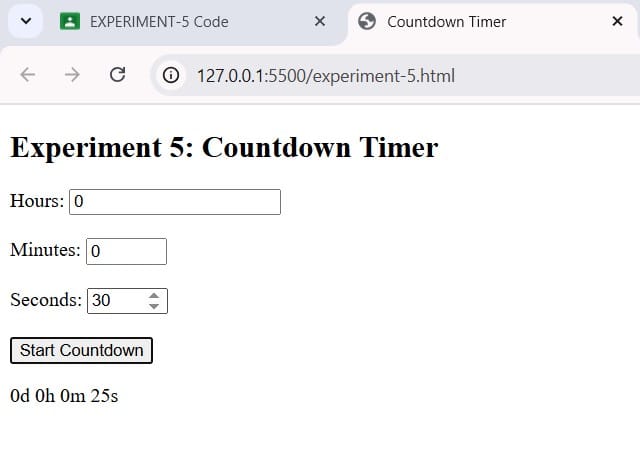 EXPERIMENT-5 Code
Countdown Timer
127.0.0.1:5500/experiment-5.html
Experiment 5: Countdown Timer
Hours: 0
Minutes: 0
Seconds: 30
Start Countdown
0d 0h 0m 25s